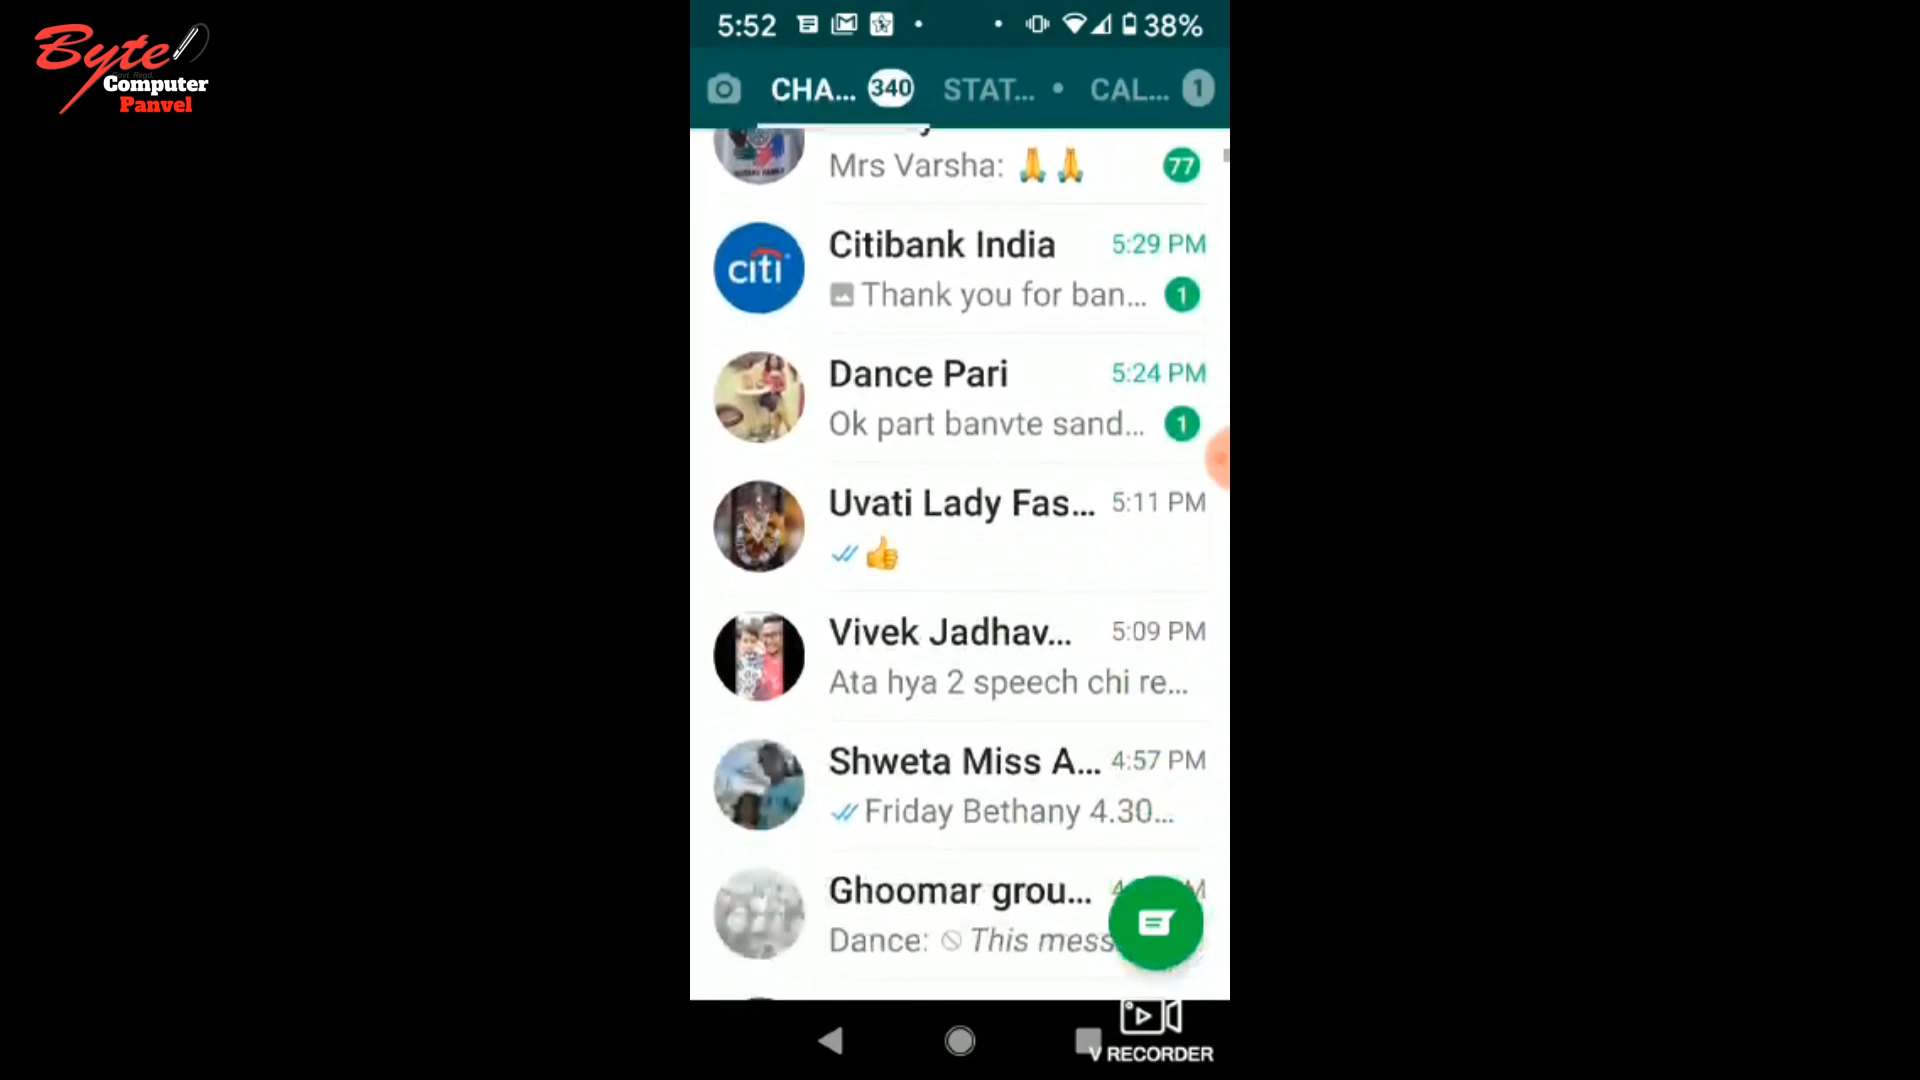 Byte
Computer
Panvel
5:52
38%
CHA... 340 STAT... • CAL... 1
Mrs Varsha: 🙏 🙏 77
citi
Citibank India 5:29 PM
Thank you for ban... 1
Dance Pari 5:24 PM
Ok part banvte sand... 1
Uvati Lady Fas... 5:11 PM
👍
Vivek Jadhav... 5:09 PM
Ata hya 2 speech chi re...
Shweta Miss A... 4:57 PM
Friday Bethany 4.30...
Ghoomar grou...
Dance: This mess
V RECORDER